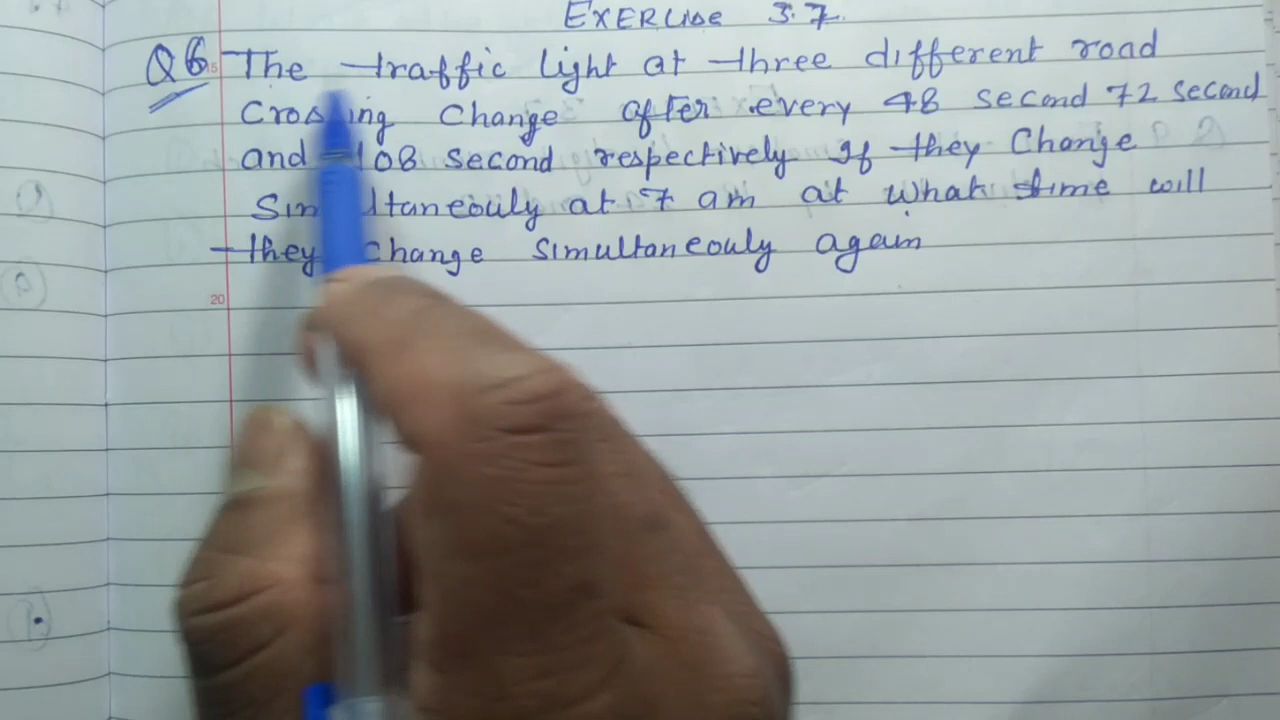 EXERCISE 3.7
Q6 The traffic light at three different road
Crossing Change after every 48 second 72 second
and 108 second respectively If they Change
Simultaneouly at 7 am at what time will
they change simultaneouly again
20